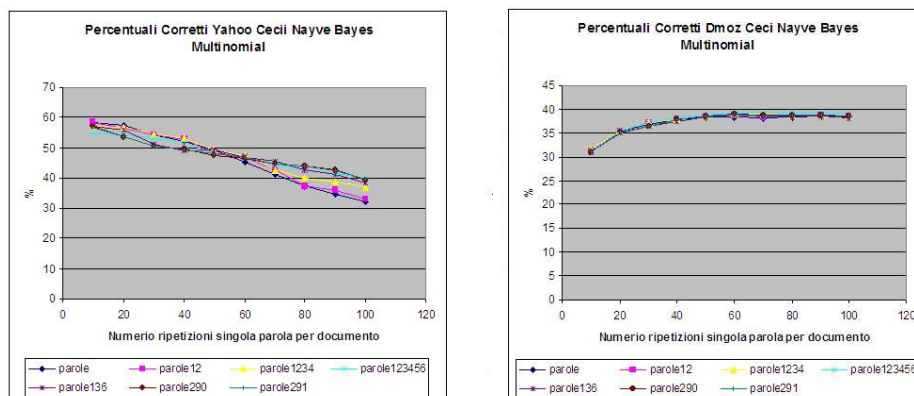 Percentuali Corretti Yahoo Cecii Nayve Bayes
Multinomial
70
60
50
40
30
20
10
0
%
0 20 40 60 80 100 120
Numerio ripetizioni singola parola per documento
parole parole12 parole1234 parole123456
parole136 parole290 parole291
Percentuali Corretti Dmoz Ceci Nayve Bayes
Multinomial
45
40
35
30
25
20
15
10
5
0
%
0 20 40 60 80 100 120
Numero ripetizioni singola parola per documento
parole parole12 parole1234 parole123456
parole136 parole290 parole291